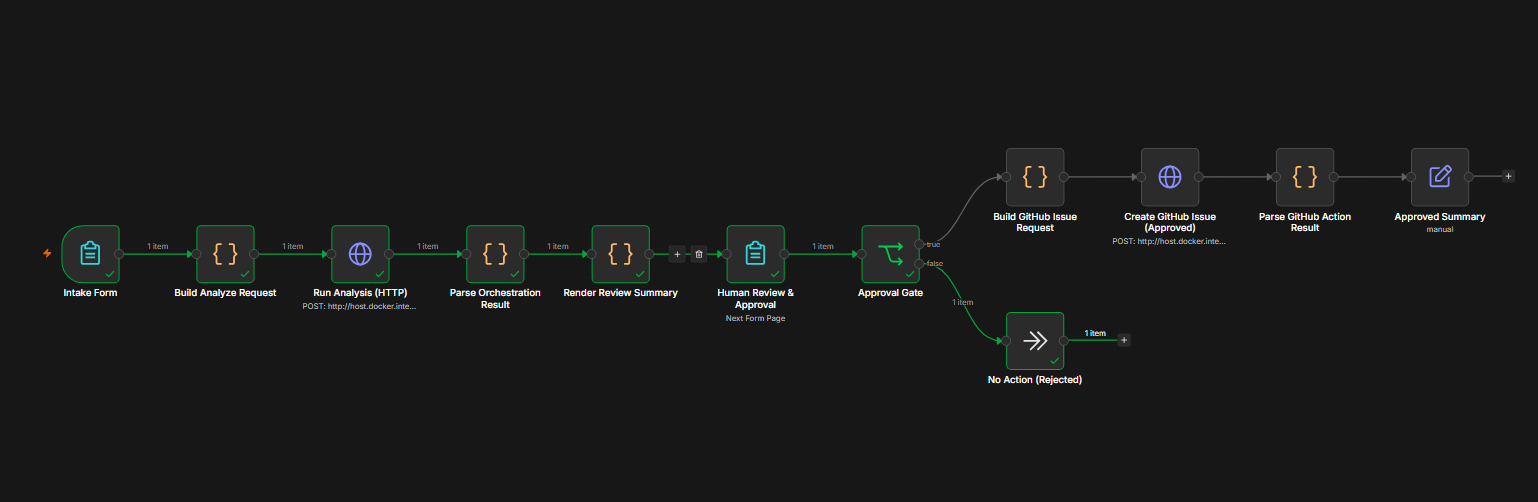 1 item
1 item
1 item
1 item
1 item
Intake Form
Build Analyze Request
Run Analysis (HTTP)
POST: http://host.docker.inte...
Parse Orchestration
Result
Render Review Summary
Human Review &
Approval
Next Form Page
Approval Gate
true
false
Build GitHub Issue
Request
Create GitHub Issue
(Approved)
POST: http://host.docker.inte...
Parse GitHub Action
Result
Approved Summary
manual
1 item
1 item
No Action (Rejected)